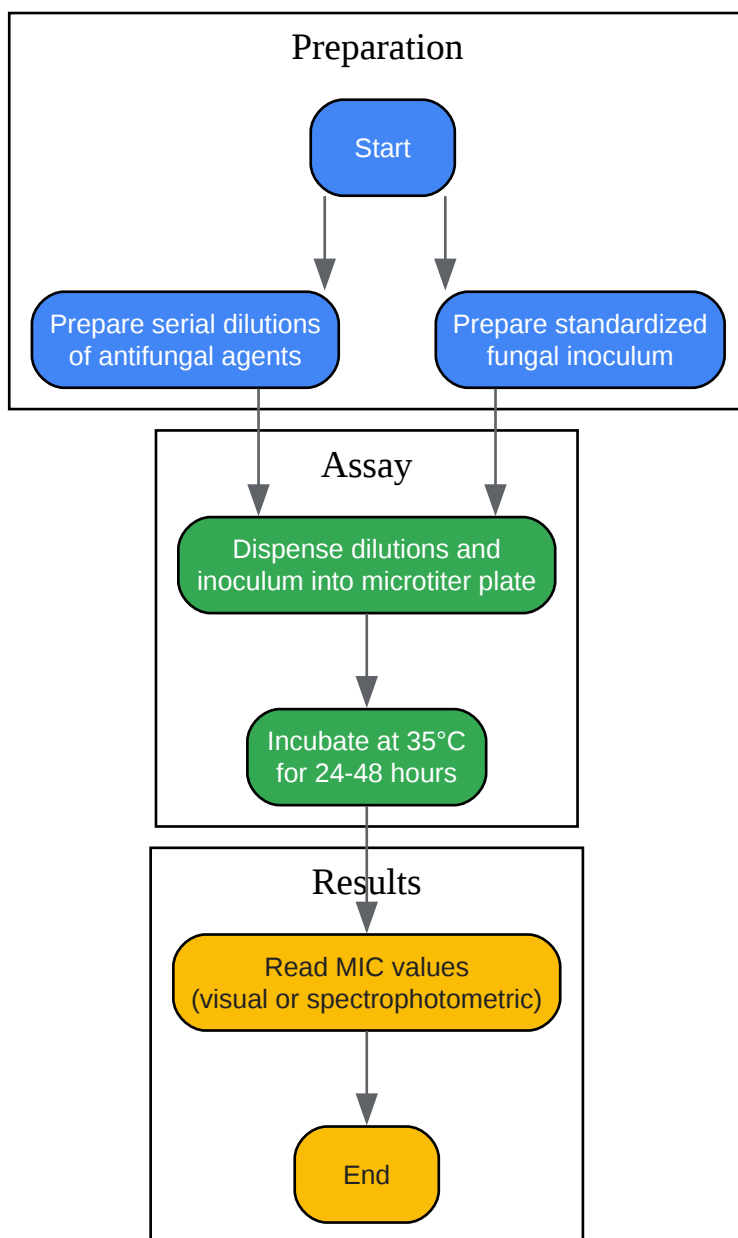 Preparation
Start
Prepare serial dilutions
of antifungal agents
Prepare standardized
fungal inoculum
Assay
Dispense dilutions and
inoculum into microtiter plate
Incubate at 35°C
for 24-48 hours
Results
Read MIC values
(visual or spectrophotometric)
End